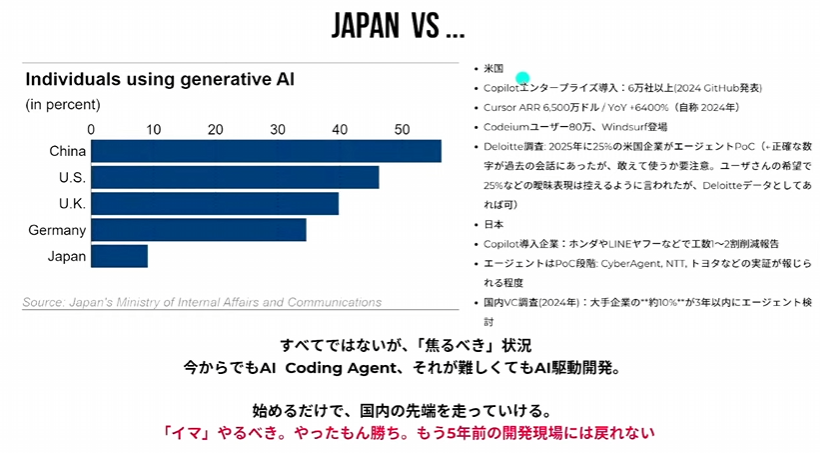 JAPAN VS ...
Individuals using generative AI
(in percent)
0 10 20 30 40 50
China
U.S.
U.K.
Germany
Japan
Source: Japan's Ministry of Internal Affairs and Communications
• 米国
• Copilotエンタープライズ導入：6万社以上(2024 GitHub発表)
• Cursor ARR 6,500万ドル / YoY +6400%（自称 2024年）
• Codeiumユーザー80万、Windsurf登場
• Deloitte調査: 2025年に25%の米国企業がエージェントPoC（←正確な数
字が過去の会話にあったが、敢えて使うか要注意。ユーザさんの希望で
25%などの曖昧表現は控えるように言われたが、Deloitteデータとしてあ
れば可）
• 日本
• Copilot導入企業：ホンダやLINEヤフーなどで工数1〜2割削減報告
• エージェントはPoC段階: CyberAgent, NTT, トヨタなどの実証が報じら
れる程度
• 国内VC調査(2024年)：大手企業の**約10%**が3年以内にエージェント検
討
すべてではないが、「焦るべき」状況
今からでもAI Coding Agent、それが難しくてもAI駆動開発。
始めるだけで、国内の先端を走っていける。
「イマ」やるべき。やったもん勝ち。もう5年前の開発現場には戻れない